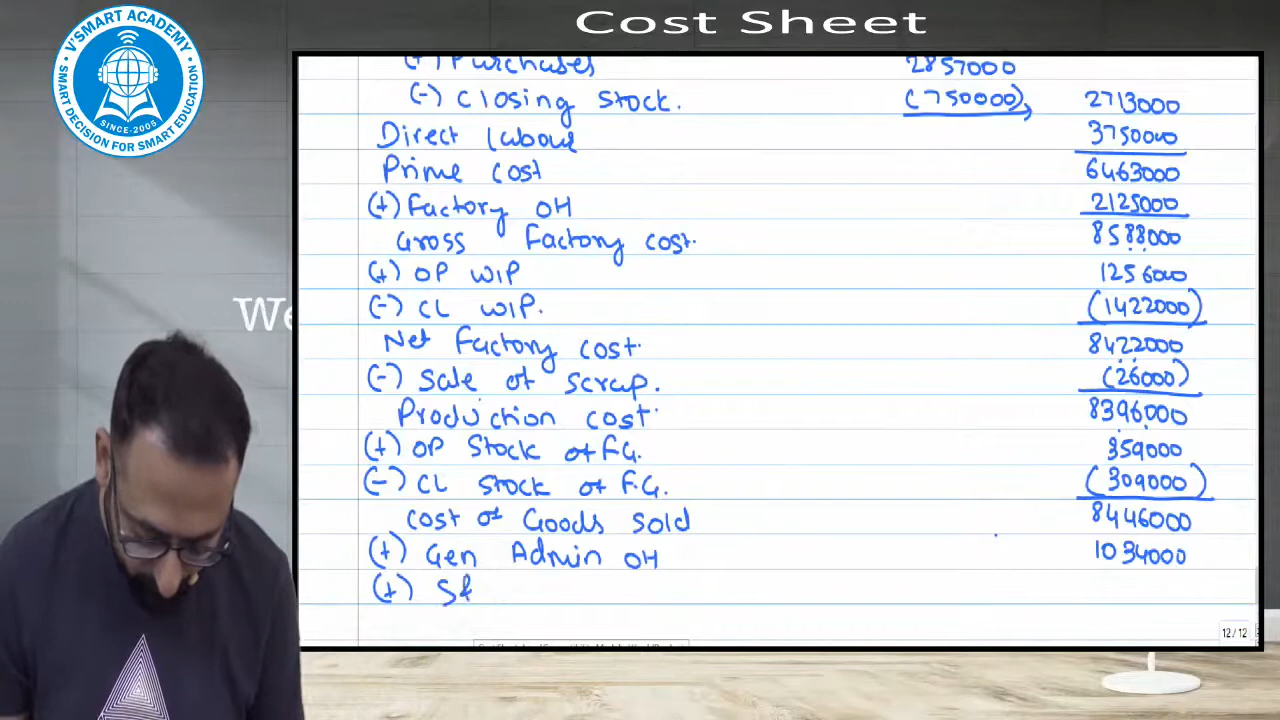 Cost Sheet
V'SMART ACADEMY
SINCE-2005
SMART DECISION FOR SMART EDUCATION
We
(+) Purchases 2857000
(-) Closing stock. (750000) 2713000
Direct labour 3750000
Prime cost 6463000
(+) Factory OH 2125000
Gross Factory cost. 8588000
(+) OP WIP 1256000
(-) CL WIP. (1422000)
Net Factory cost. 8422000
(-) Sale of scrap. (26000)
Production cost. 8396000
(+) OP Stock of F.G. 359000
(-) CL stock of F.G. (309000)
cost of Goods sold 8446000
(+) Gen Admin OH 1034000
(+) S&
12/12